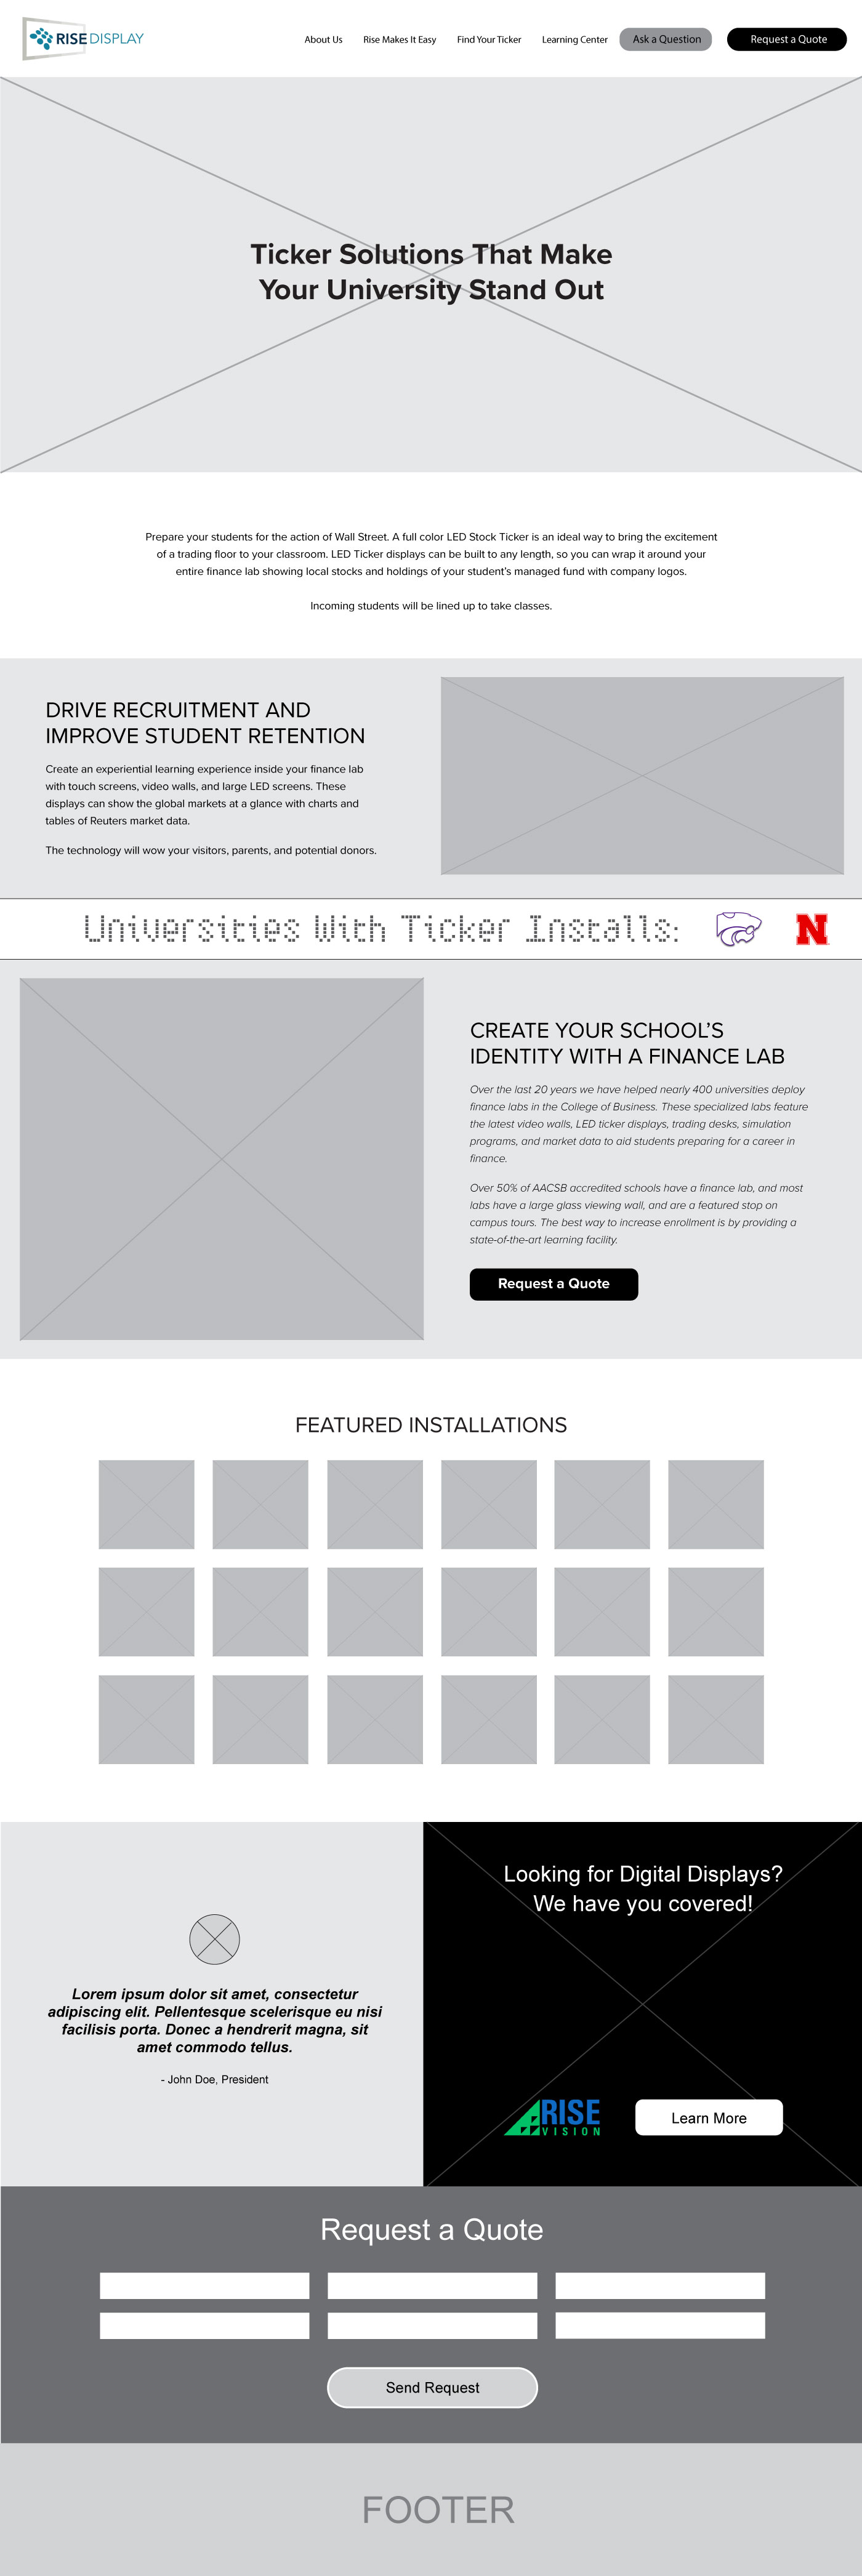 RISE DISPLAY
About Us Rise Makes It Easy Find Your Ticker Learning Center Ask a Question Request a Quote
Ticker Solutions That Make
Your University Stand Out
Prepare your students for the action of Wall Street. A full color LED Stock Ticker is an ideal way to bring the excitement
of a trading floor to your classroom. LED Ticker displays can be built to any length, so you can wrap it around your
entire finance lab showing local stocks and holdings of your student's managed fund with company logos.
Incoming students will be lined up to take classes.
DRIVE RECRUITMENT AND
IMPROVE STUDENT RETENTION
Create an experiential learning experience inside your finance lab
with touch screens, video walls, and large LED screens. These
displays can show the global markets at a glance with charts and
tables of Reuters market data.
The technology will wow your visitors, parents, and potential donors.
Universities With Ticker Installs: N
CREATE YOUR SCHOOL'S
IDENTITY WITH A FINANCE LAB
Over the last 20 years we have helped nearly 400 universities deploy
finance labs in the College of Business. These specialized labs feature
the latest video walls, LED ticker displays, trading desks, simulation
programs, and market data to aid students preparing for a career in
finance.
Over 50% of AACSB accredited schools have a finance lab, and most
labs have a large glass viewing wall, and are a featured stop on
campus tours. The best way to increase enrollment is by providing a
state-of-the-art learning facility.
Request a Quote
FEATURED INSTALLATIONS
Lorem ipsum dolor sit amet, consectetur
adipiscing elit. Pellentesque scelerisque eu nisi
facilisis porta. Donec a hendrerit magna, sit
amet commodo tellus.
- John Doe, President
Looking for Digital Displays?
We have you covered!
RISE
VISION
Learn More
Request a Quote
Send Request
FOOTER